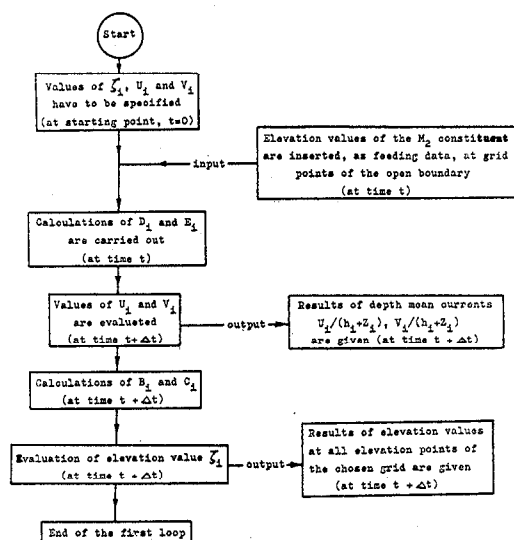 Start
Values of ζᵢ, Uᵢ and Vᵢ
have to be specified
(at starting point, t=0)
Elevation values of the M₂ constituent
are inserted, as feeding data, at grid
points of the open boundary
(at time t)
input
Calculations of Dᵢ and Eᵢ
are carried out
(at time t)
Values of Uᵢ and Vᵢ
are evaluated
(at time t+Δt)
output
Results of depth mean currents
Uᵢ/(hᵢ+Zᵢ), Vᵢ/(hᵢ+Zᵢ)
are given (at time t + Δt)
Calculations of Bᵢ and Cᵢ
(at time t + Δt)
Evaluation of elevation value ζᵢ
(at time t + Δt)
output
Results of elevation values
at all elevation points of
the chosen grid are given
(at time t + Δt)
End of the first loop